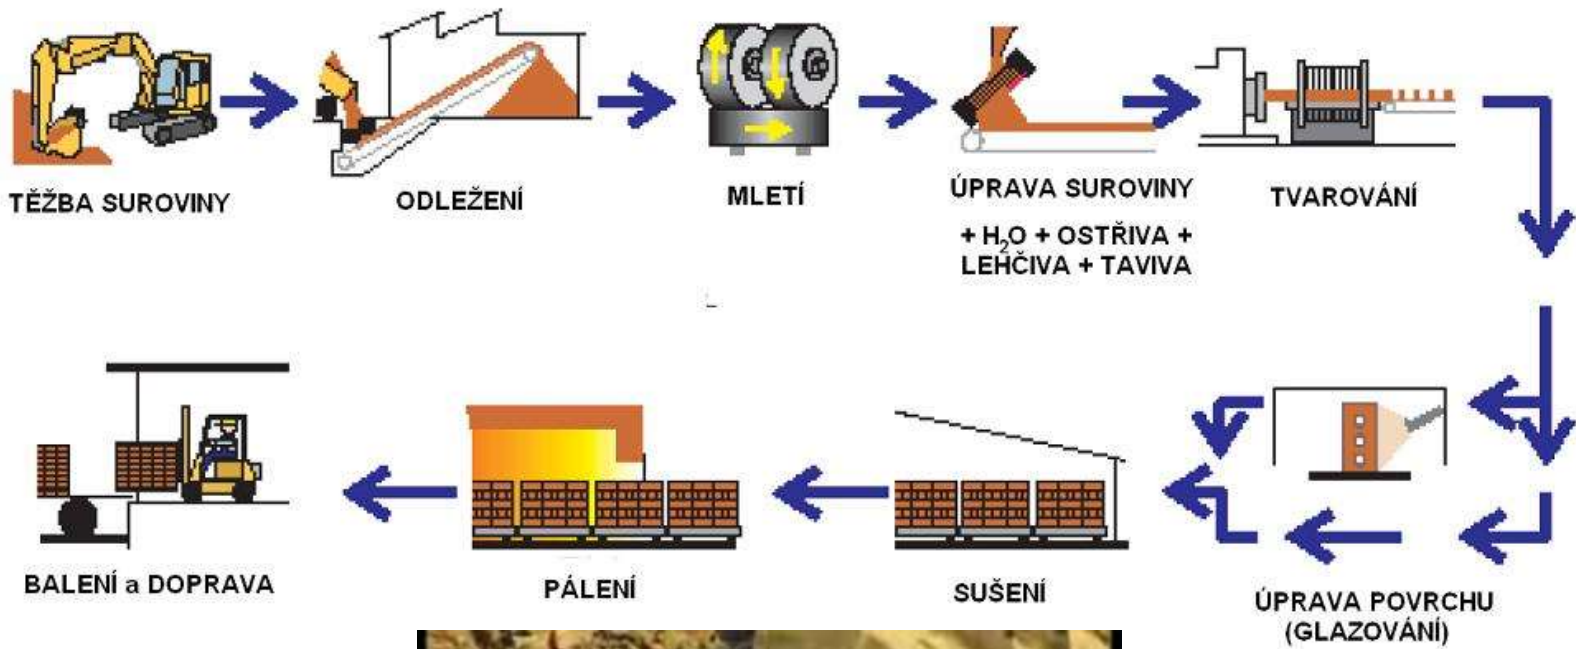 TĚŽBA SUROVINY
ODLEŽENÍ
MLETÍ
ÚPRAVA SUROVINY
+ H₂O + OSTŘIVA +
LEHČIVA + TAVIVA
TVAROVÁNÍ
BALENÍ a DOPRAVA
PÁLENÍ
SUŠENÍ
ÚPRAVA POVRCHU
(GLAZOVÁNÍ)